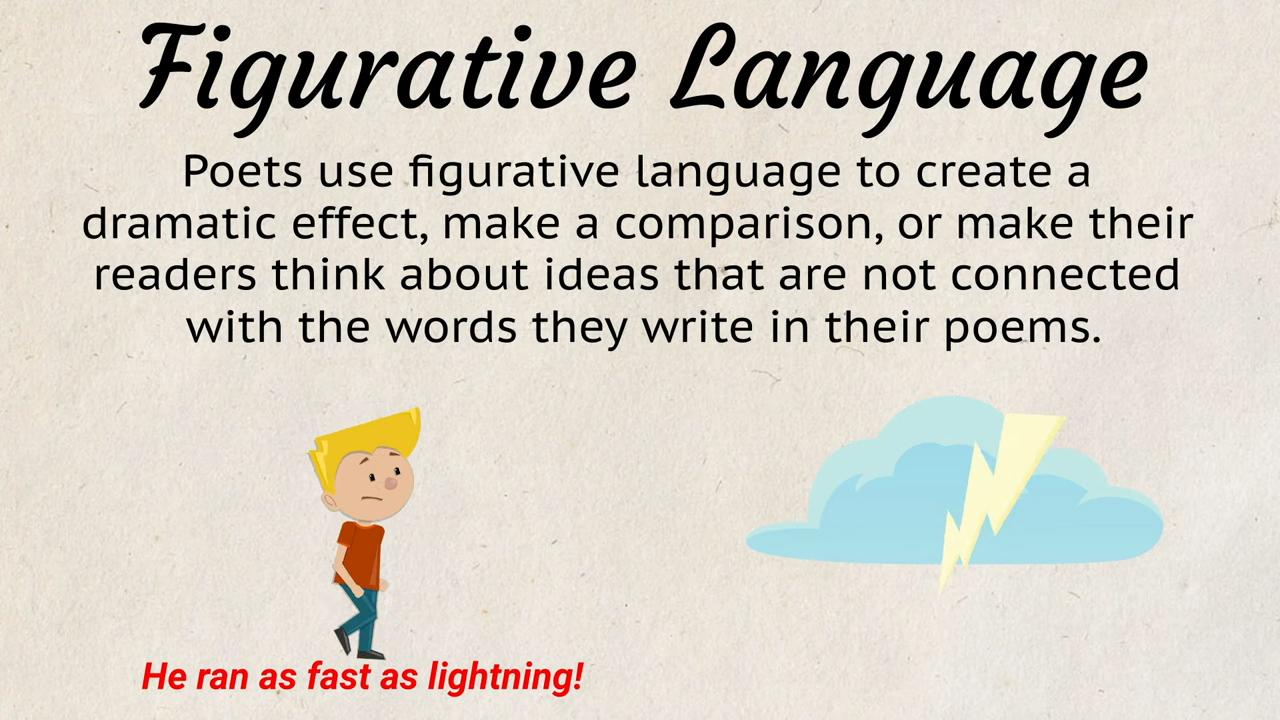 Figurative Language
Poets use figurative language to create a
dramatic effect, make a comparison, or make their
readers think about ideas that are not connected
with the words they write in their poems.
He ran as fast as lightning!